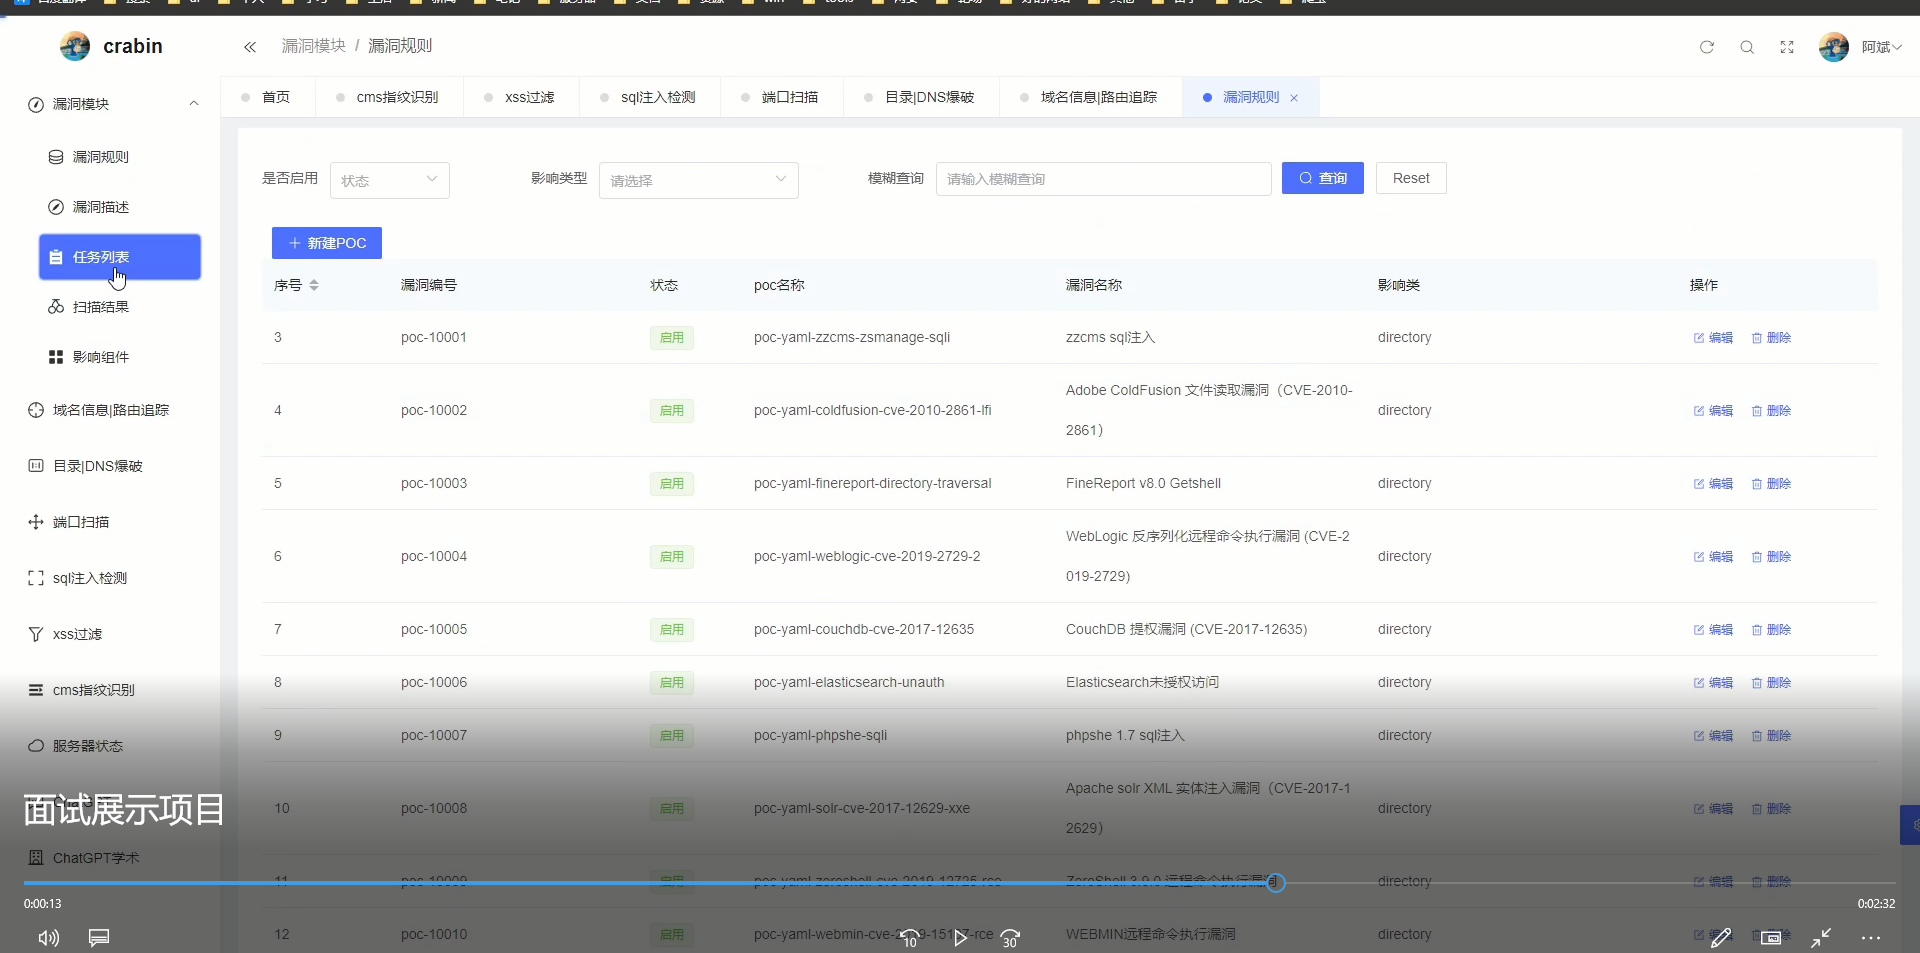 crabin
漏洞模块 / 漏洞规则
阿斌
漏洞模块
漏洞规则
漏洞描述
任务列表
扫描结果
影响组件
域名信息|路由追踪
目录|DNS爆破
端口扫描
sql注入检测
xss过滤
cms指纹识别
服务器状态
ChatGPT学术
首页
cms指纹识别
xss过滤
sql注入检测
端口扫描
目录|DNS爆破
域名信息|路由追踪
漏洞规则
是否启用 状态
影响类型 请选择
模糊查询 请输入模糊查询
查询
Reset
新建POC
序号 漏洞编号 状态 poc名称 漏洞名称 影响类 操作
3 poc-10001 启用 poc-yaml-zzcms-zsmanage-sqli zzcms sql注入 directory 编辑 删除
4 poc-10002 启用 poc-yaml-coldfusion-cve-2010-2861-lfi Adobe ColdFusion 文件读取漏洞（CVE-2010-
2861） directory 编辑 删除
5 poc-10003 启用 poc-yaml-finereport-directory-traversal FineReport v8.0 Getshell directory 编辑 删除
6 poc-10004 启用 poc-yaml-weblogic-cve-2019-2729-2 WebLogic 反序列化远程命令执行漏洞 (CVE-2
019-2729) directory 编辑 删除
7 poc-10005 启用 poc-yaml-couchdb-cve-2017-12635 CouchDB 提权漏洞 (CVE-2017-12635) directory 编辑 删除
8 poc-10006 启用 poc-yaml-elasticsearch-unauth Elasticsearch未授权访问 directory 编辑 删除
9 poc-10007 启用 poc-yaml-phpshe-sqli phpshe 1.7 sql注入 directory 编辑 删除
10 poc-10008 启用 poc-yaml-solr-cve-2017-12629-xxe Apache solr XML 实体注入漏洞（CVE-2017-1
2629） directory 编辑 删除
11 poc-10009 启用 poc-yaml-zeroshell-cve-2019-12725-rce ZeroShell 3.9.0 远程命令执行漏洞 directory 编辑 删除
12 poc-10010 启用 WEBMIN远程命令执行漏洞 directory
面试展示项目
0:00:13
0:02:32
10
30